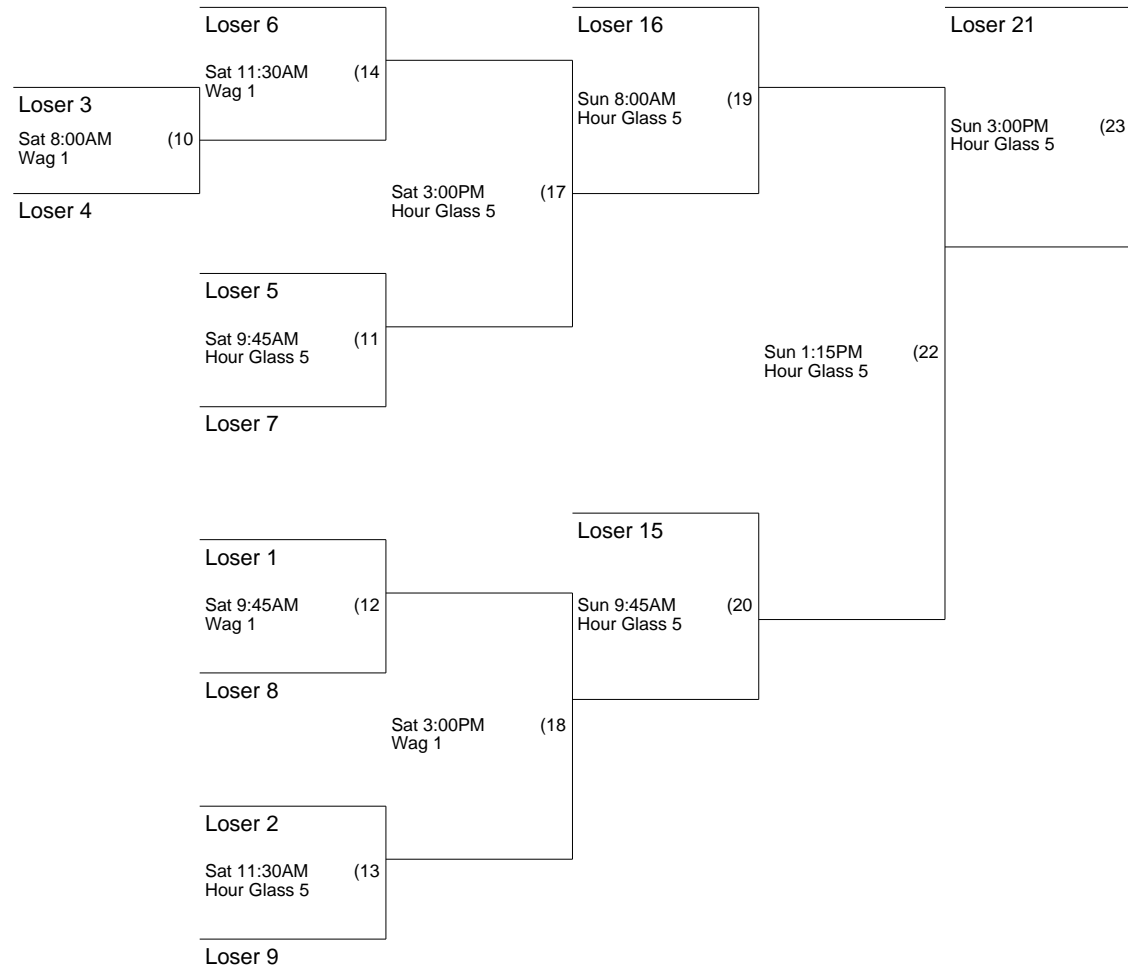 Loser 6
Sat 11:30AM (14
Wag 1
Loser 3
Sat 8:00AM (10
Wag 1
Loser 4
Loser 16
Sun 8:00AM (19
Hour Glass 5
Loser 21
Sun 3:00PM (23
Hour Glass 5
Sat 3:00PM (17
Hour Glass 5
Loser 5
Sat 9:45AM (11
Hour Glass 5
Loser 7
Sun 1:15PM (22
Hour Glass 5
Loser 1
Sat 9:45AM (12
Wag 1
Loser 8
Loser 15
Sun 9:45AM (20
Hour Glass 5
Sat 3:00PM (18
Wag 1
Loser 2
Sat 11:30AM (13
Hour Glass 5
Loser 9